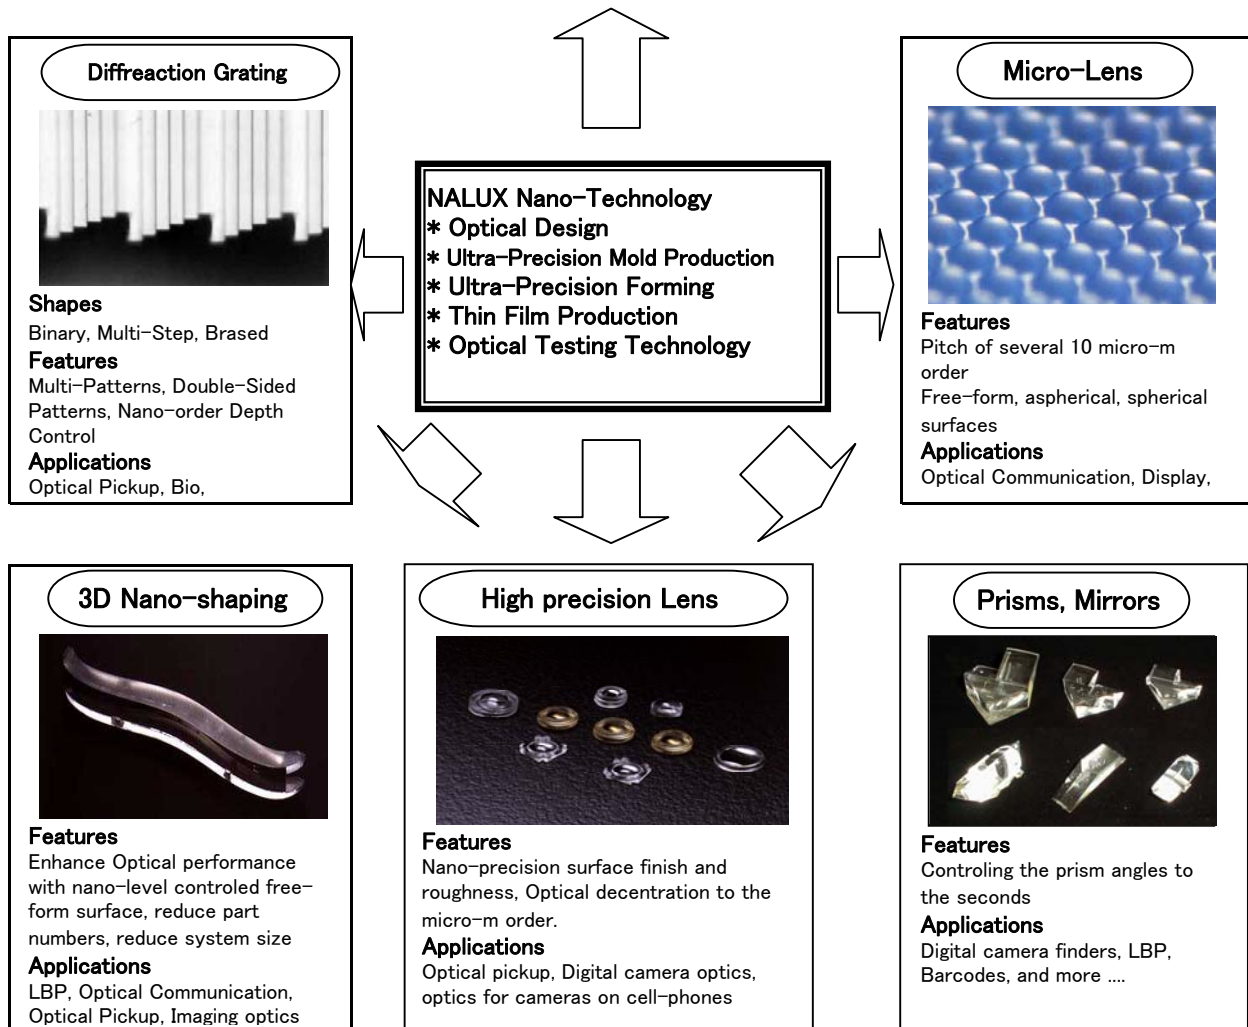 Diffreaction Grating
Shapes
Binary, Multi-Step, Brased
Features
Multi-Patterns, Double-Sided
Patterns, Nano-order Depth
Control
Applications
Optical Pickup, Bio,
NALUX Nano-Technology
* Optical Design
* Ultra-Precision Mold Production
* Ultra-Precision Forming
* Thin Film Production
* Optical Testing Technology
Micro-Lens
Features
Pitch of several 10 micro-m
order
Free-form, aspherical, spherical
surfaces
Applications
Optical Communication, Display,
3D Nano-shaping
Features
Enhance Optical performance
with nano-level controled free-
form surface, reduce part
numbers, reduce system size
Applications
LBP, Optical Communication,
Optical Pickup, Imaging optics
High precision Lens
Features
Nano-precision surface finish and
roughness, Optical decentration to the
micro-m order.
Applications
Optical pickup, Digital camera optics,
optics for cameras on cell-phones
Prisms, Mirrors
Features
Controling the prism angles to
the seconds
Applications
Digital camera finders, LBP,
Barcodes, and more ....